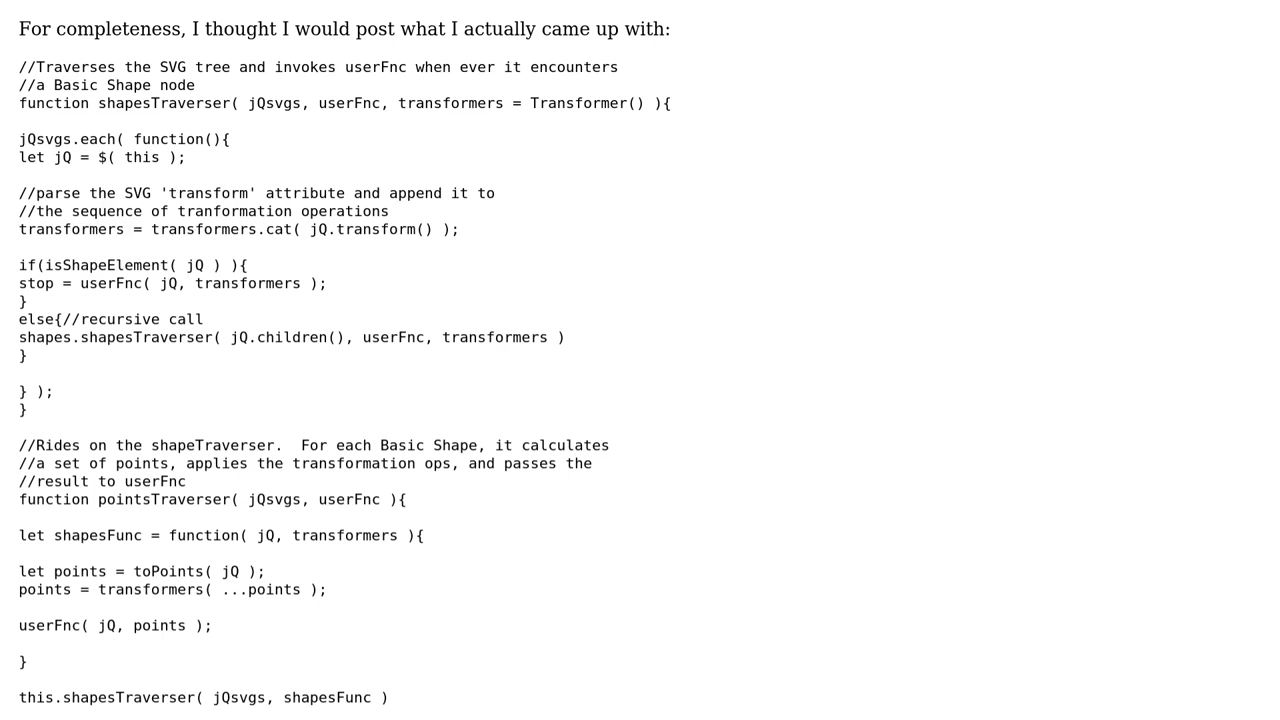 For completeness, I thought I would post what I actually came up with:
//Traverses the SVG tree and invokes userFnc when ever it encounters
//a Basic Shape node
function shapesTraverser( jQsvgs, userFnc, transformers = Transformer() ){
jQsvgs.each( function(){
let jQ = $( this );
//parse the SVG 'transform' attribute and append it to
//the sequence of tranformation operations
transformers = transformers.cat( jQ.transform() );
if(isShapeElement( jQ ) ){
stop = userFnc( jQ, transformers );
}
else{//recursive call
shapes.shapesTraverser( jQ.children(), userFnc, transformers )
}
} );
}
//Rides on the shapeTraverser.  For each Basic Shape, it calculates
//a set of points, applies the transformation ops, and passes the
//result to userFnc
function pointsTraverser( jQsvgs, userFnc ){
let shapesFunc = function( jQ, transformers ){
let points = toPoints( jQ );
points = transformers( ...points );
userFnc( jQ, points );
}
this.shapesTraverser( jQsvgs, shapesFunc )